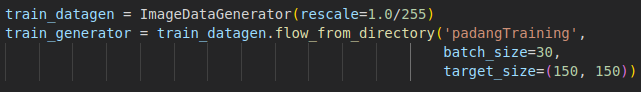 train_datagen = ImageDataGenerator(rescale=1.0/255)
train_generator = train_datagen.flow_from_directory('padangTraining',
batch_size=30,
target_size=(150, 150))